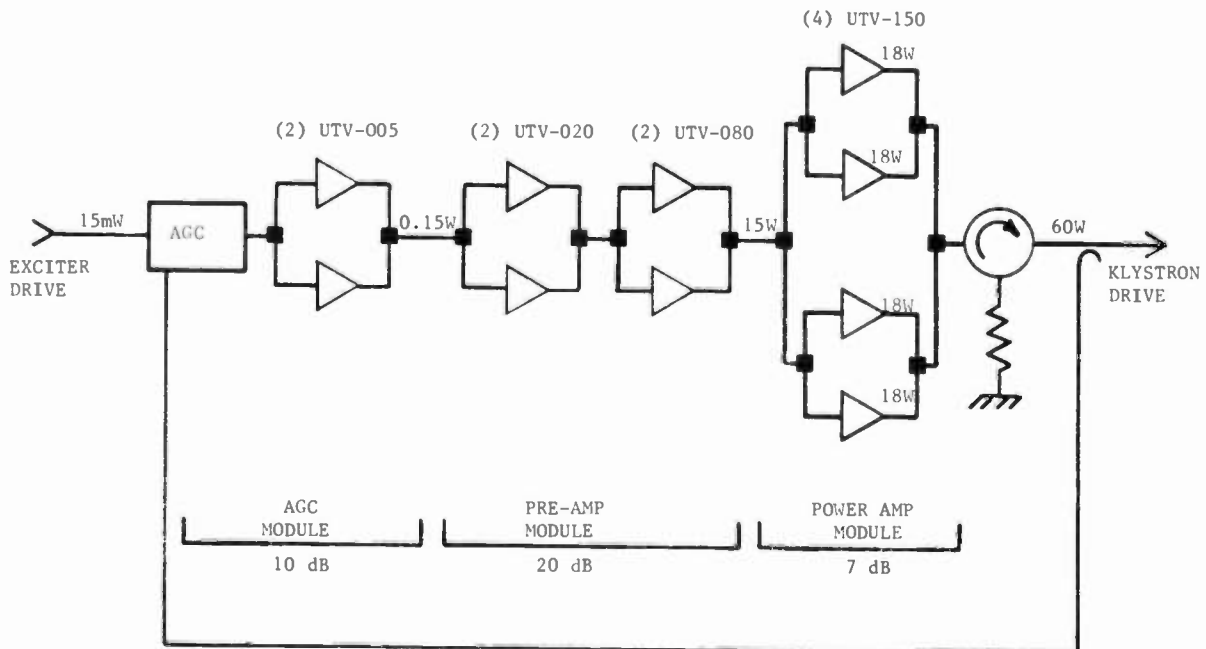 (4) UTV-150
18W
(2) UTV-005
(2) UTV-020
(2) UTV-080
18W
15mW
AGC
0.15W
15W
60W
EXCITER
DRIVE
KLYSTRON
DRIVE
18W
18W
AGC
MODULE
10 dB
PRE-AMP
MODULE
20 dB
POWER AMP
MODULE
7 dB